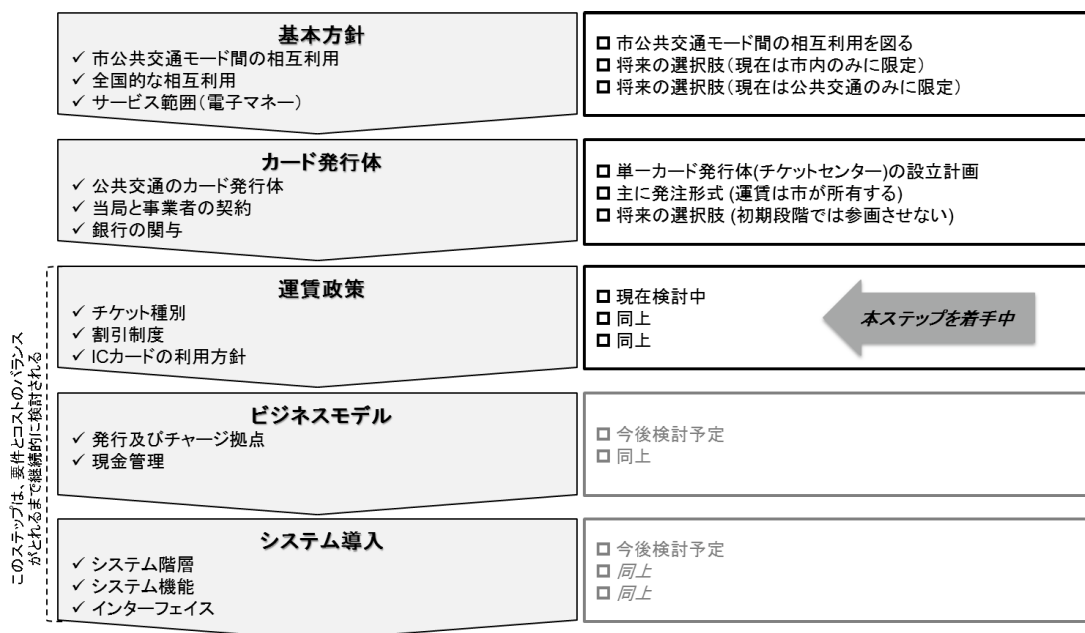 基本方針
✓ 市公共交通モード間の相互利用
✓ 全国的な相互利用
✓ サービス範囲(電子マネー)
□ 市公共交通モード間の相互利用を図る
□ 将来の選択肢(現在は市内のみに限定)
□ 将来の選択肢(現在は公共交通のみに限定)
カード発行体
✓ 公共交通のカード発行体
✓ 当局と事業者の契約
✓ 銀行の関与
□ 単一カード発行体(チケットセンター)の設立計画
□ 主に発注形式 (運賃は市が所有する)
□ 将来の選択肢 (初期段階では参画させない)
運賃政策
✓ チケット種別
✓ 割引制度
✓ ICカードの利用方針
□ 現在検討中
□ 同上
□ 同上
本ステップを着手中
ビジネスモデル
✓ 発行及びチャージ拠点
✓ 現金管理
□ 今後検討予定
□ 同上
システム導入
✓ システム階層
✓ システム機能
✓ インターフェイス
□ 今後検討予定
□ 同上
□ 同上
このステップは、要件とコストのバランス
がとれるまで継続的に検討される